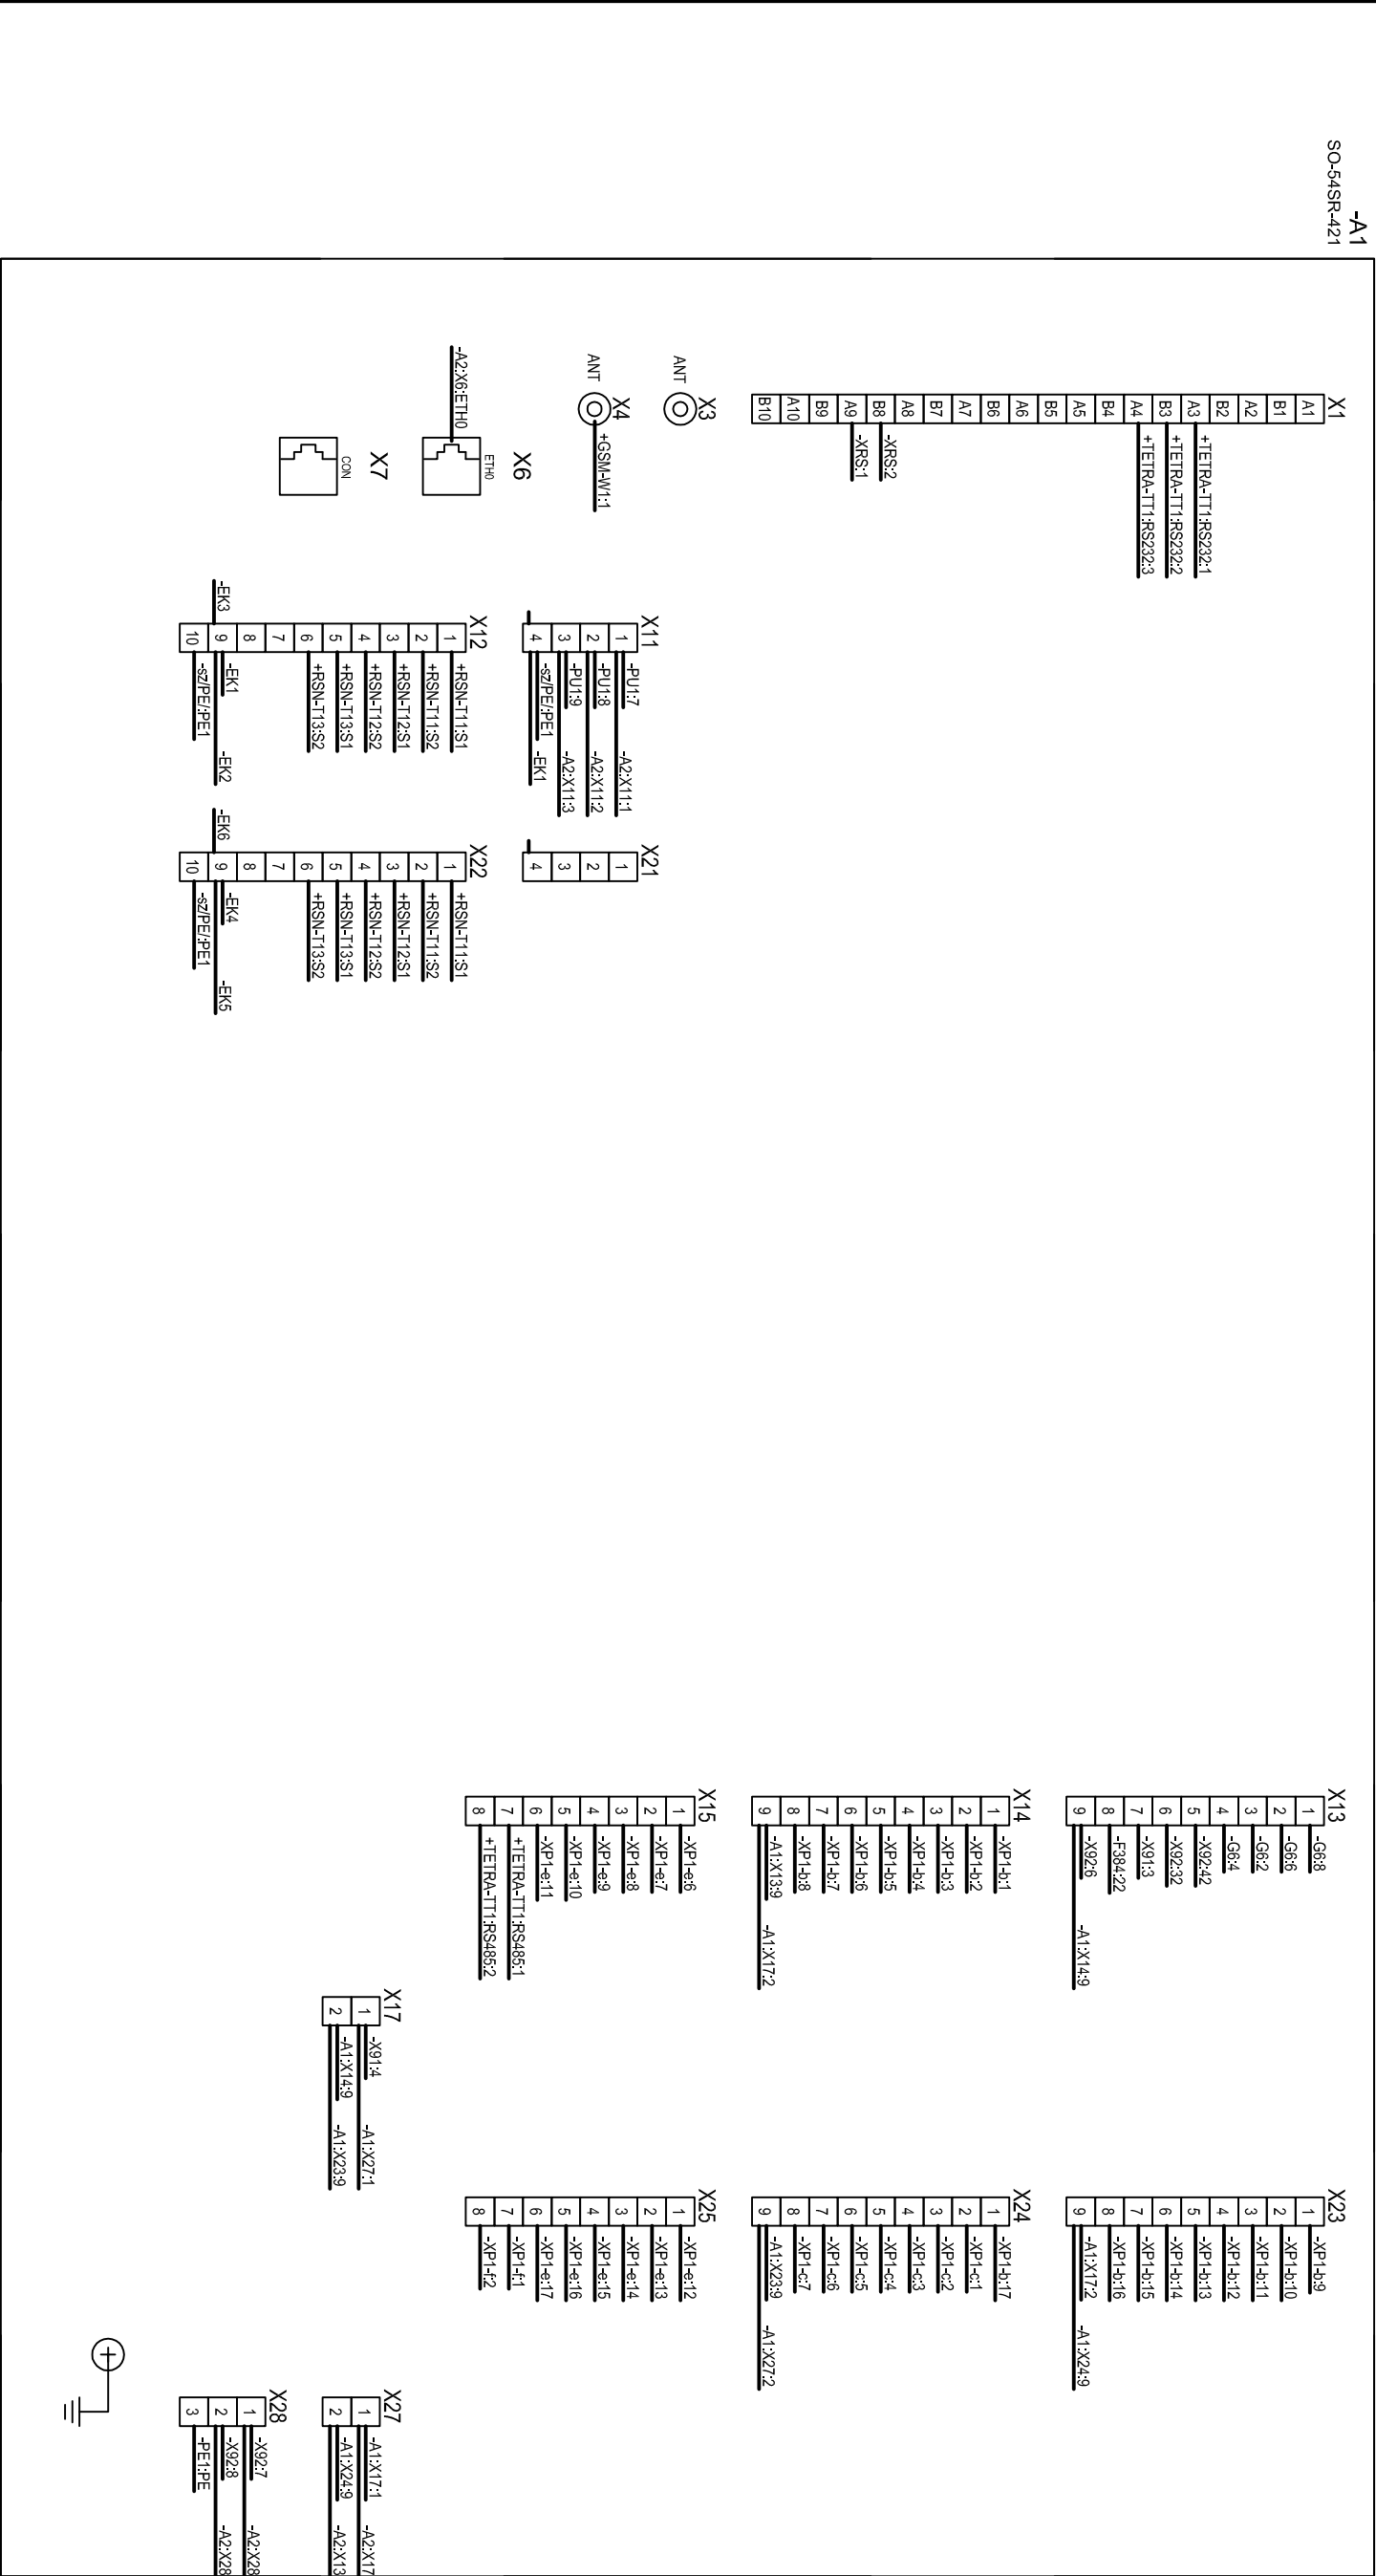 -A1
SO-54SR-421
X1
A1
B1
A2
B2
A3 +TETRA-TT1:RS232:1
B3 +TETRA-TT1:RS232:2
A4 +TETRA-TT1:RS232:3
B4
A5
B5
A6
B6
A7
B7
A8
B8 -XRS:2
A9 -XRS:1
B9
A10
B10
X3
ANT
X4
ANT
+GSM-W1:1
X6
ETH0
-A2:X6:ETH0
X7
CON
X11
1 -PU1:7 -A2:X11:1
2 -PU1:8 -A2:X11:2
3 -PU1:9 -A2:X11:3
4 -sz/PE/:PE1 -EK1
X21
1
2
3
4
X12
1 +RSN-T11:S1
2 +RSN-T11:S2
3 +RSN-T12:S1
4 +RSN-T12:S2
5 +RSN-T13:S1
6 +RSN-T13:S2
7
8
-EK3 9 -EK1 -EK2
10 -sz/PE/:PE1
X22
1 +RSN-T11:S1
2 +RSN-T11:S2
3 +RSN-T12:S1
4 +RSN-T12:S2
5 +RSN-T13:S1
6 +RSN-T13:S2
7
8
-EK6 9 -EK4 -EK5
10 -sz/PE/:PE1
X13
1 -G6:8
2 -G6:6
3 -G6:2
4 -G6:4
5 -X92:42
6 -X92:32
7 -X91:3
8 -F384:22
9 -X92:6 -A1:X14:9
X23
1 -XP1-b:9
2 -XP1-b:10
3 -XP1-b:11
4 -XP1-b:12
5 -XP1-b:13
6 -XP1-b:14
7 -XP1-b:15
8 -XP1-b:16
9 -A1:X17:2 -A1:X24:9
X14
1 -XP1-b:1
2 -XP1-b:2
3 -XP1-b:3
4 -XP1-b:4
5 -XP1-b:5
6 -XP1-b:6
7 -XP1-b:7
8 -XP1-b:8
9 -A1:X13:9 -A1:X17:2
X24
1 -XP1-b:17
2 -XP1-c:1
3 -XP1-c:2
4 -XP1-c:3
5 -XP1-c:4
6 -XP1-c:5
7 -XP1-c:6
8 -XP1-c:7
9 -A1:X23:9 -A1:X27:2
X15
1 -XP1-e:6
2 -XP1-e:7
3 -XP1-e:8
4 -XP1-e:9
5 -XP1-e:10
6 -XP1-e:11
7 +TETRA-TT1:RS485:1
8 +TETRA-TT1:RS485:2
X25
1 -XP1-e:12
2 -XP1-e:13
3 -XP1-e:14
4 -XP1-e:15
5 -XP1-e:16
6 -XP1-e:17
7 -XP1-f:1
8 -XP1-f:2
X17
1 -X91:4 -A1:X27:1
2 -A1:X14:9 -A1:X23:9
X27
1 -A1:X17:1 -A2:X17
2 -A1:X24:9 -A2:X13
X28
1 -X92:7 -A2:X28
2 -X92:8 -A2:X28
3 -PE1:PE